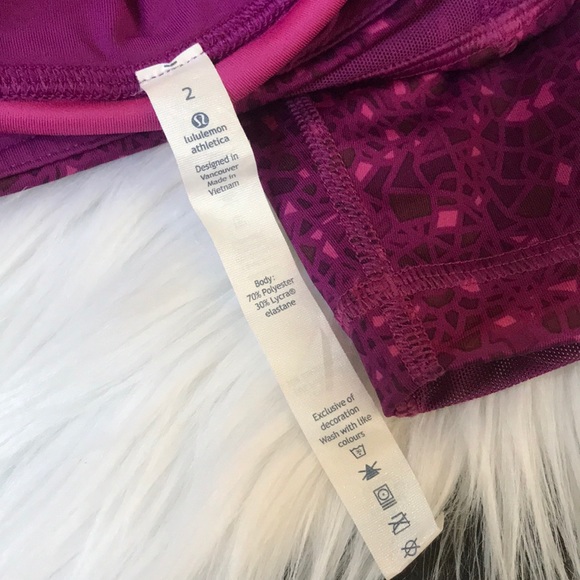 2
lululemon
athletica
Designed in
Vancouver
Made in
Vietnam
Body:
70% Polyester
30% Lycra®
elastane
Exclusive of
decoration
Wash with like
colours